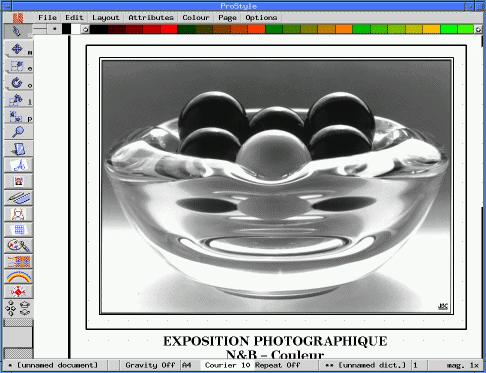 ProStyle
File Edit Layout Attributes Colour Page Options
m
e
o
i
p
JSC
EXPOSITION PHOTOGRAPHIQUE
N&B – Couleur
* [unnamed document] Gravity Off A4 Courier 10 Repeat Off ** [unnamed dict.] 1 mag. 1x